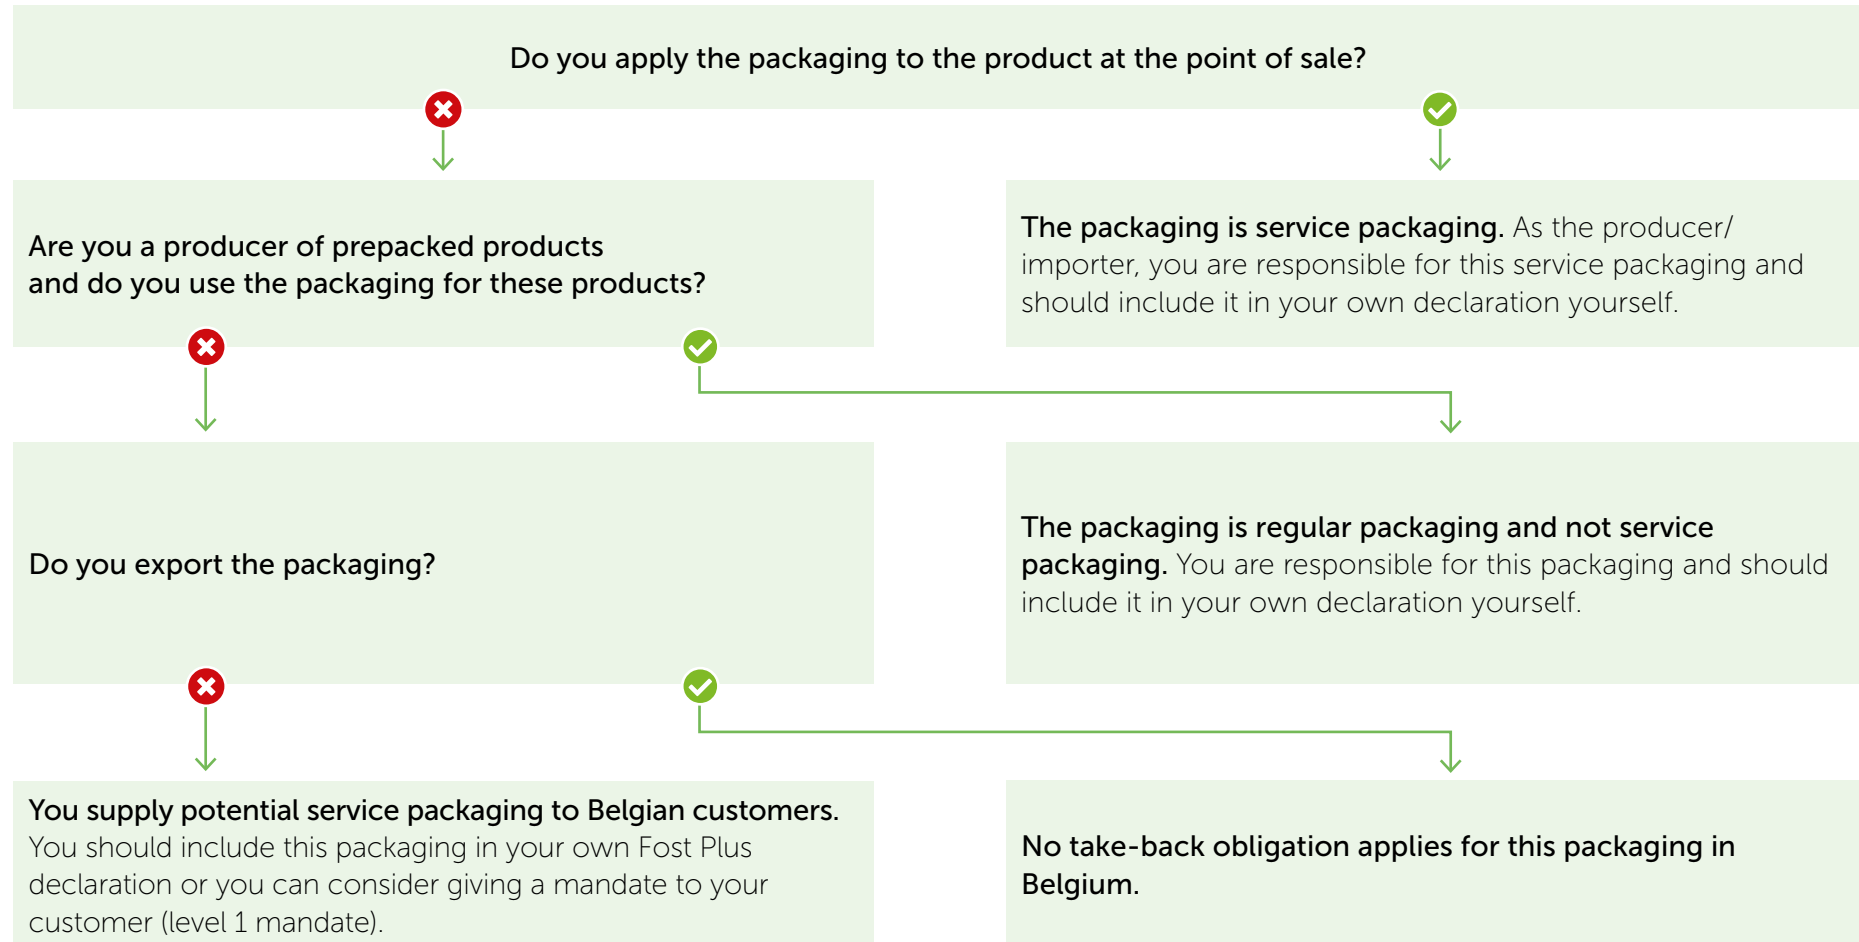 Do you apply the packaging to the product at the point of sale?
Are you a producer of prepacked products
and do you use the packaging for these products?
The packaging is service packaging. As the producer/
importer, you are responsible for this service packaging and
should include it in your own declaration yourself.
Do you export the packaging?
The packaging is regular packaging and not service
packaging. You are responsible for this packaging and should
include it in your own declaration yourself.
You supply potential service packaging to Belgian customers.
You should include this packaging in your own Fost Plus
declaration or you can consider giving a mandate to your
customer (level 1 mandate).
No take-back obligation applies for this packaging in
Belgium.